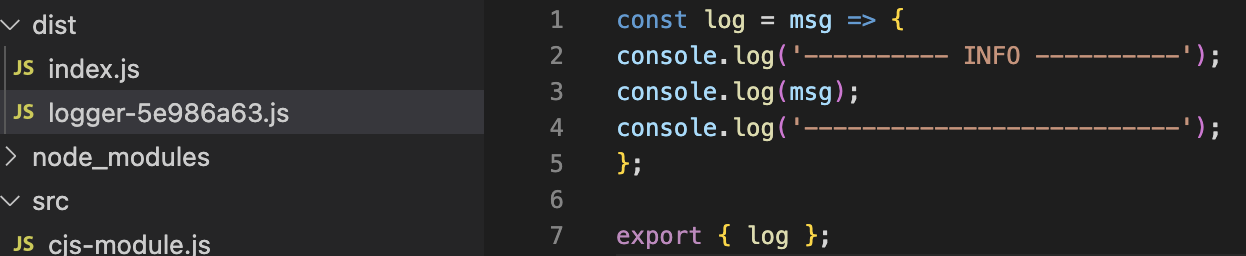 dist
JS index.js
JS logger-5e986a63.js
node_modules
src
JS cjs-module.js
1 const log = msg => {
2 console.log('---------- INFO ----------');
3 console.log(msg);
4 console.log('--------------------------');
5 };
6
7 export { log };